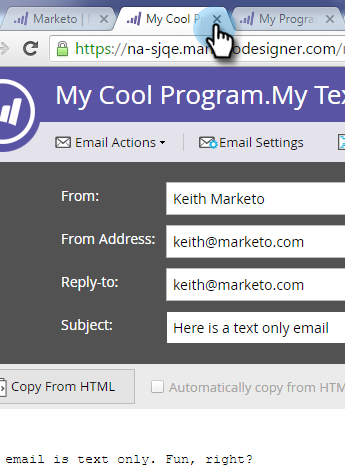 Marketo |
My Cool P
My Program
https://na-sjqe.mar
odesigner.com/
My Cool Program.My Tex
Email Actions
Email Settings
From:
Keith Marketo
From Address:
keith@marketo.com
Reply-to:
keith@marketo.com
Subject:
Here is a text only email
Copy From HTML
Automatically copy from HTM
email is text only. Fun, right?